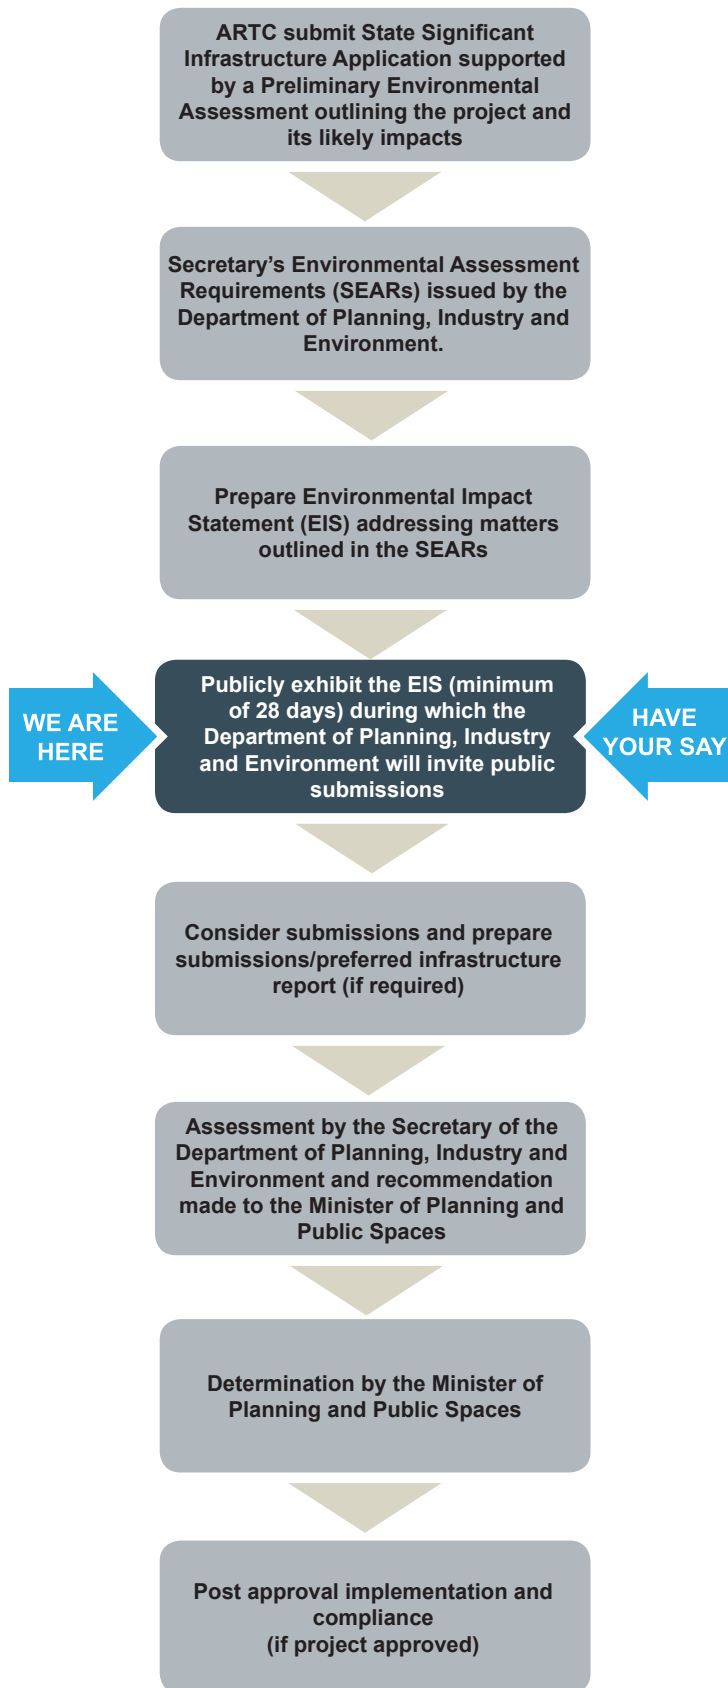 ARTC submit State Significant
Infrastructure Application supported
by a Preliminary Environmental
Assessment outlining the project and
its likely impacts
Secretary’s Environmental Assessment
Requirements (SEARs) issued by the
Department of Planning, Industry and
Environment.
Prepare Environmental Impact
Statement (EIS) addressing matters
outlined in the SEARs
WE ARE
HERE
Publicly exhibit the EIS (minimum
of 28 days) during which the
Department of Planning, Industry
and Environment will invite public
submissions
HAVE
YOUR SAY
Consider submissions and prepare
submissions/preferred infrastructure
report (if required)
Assessment by the Secretary of the
Department of Planning, Industry and
Environment and recommendation
made to the Minister of Planning and
Public Spaces
Determination by the Minister of
Planning and Public Spaces
Post approval implementation and
compliance
(if project approved)